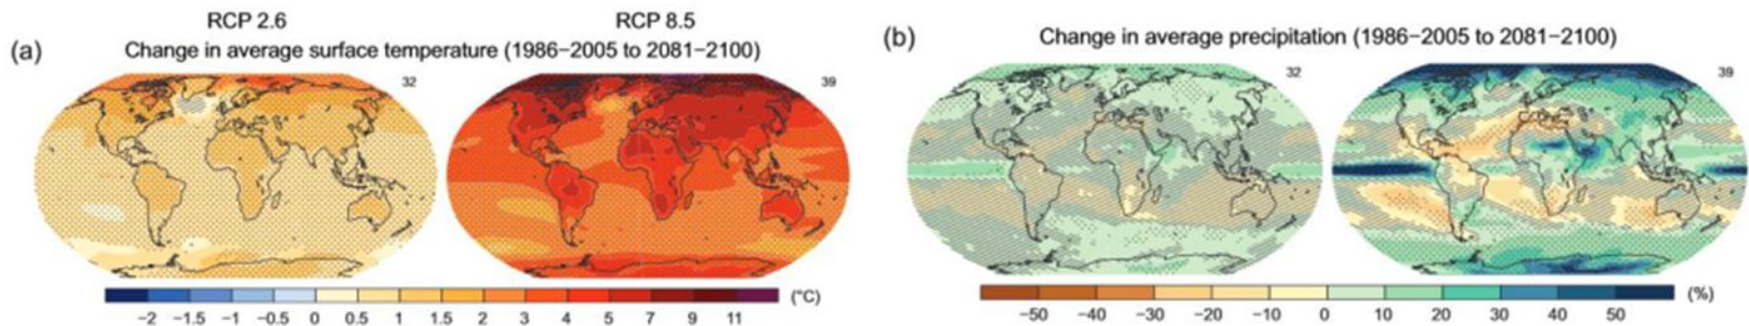 RCP 2.6
RCP 8.5
(a)
Change in average surface temperature (1986−2005 to 2081−2100)
32
39
−2 −1.5 −1 −0.5 0 0.5 1 1.5 2 3 4 5 7 9 11
(°C)
(b)
Change in average precipitation (1986−2005 to 2081−2100)
32
39
−50 −40 −30 −20 −10 0 10 20 30 40 50
(%)